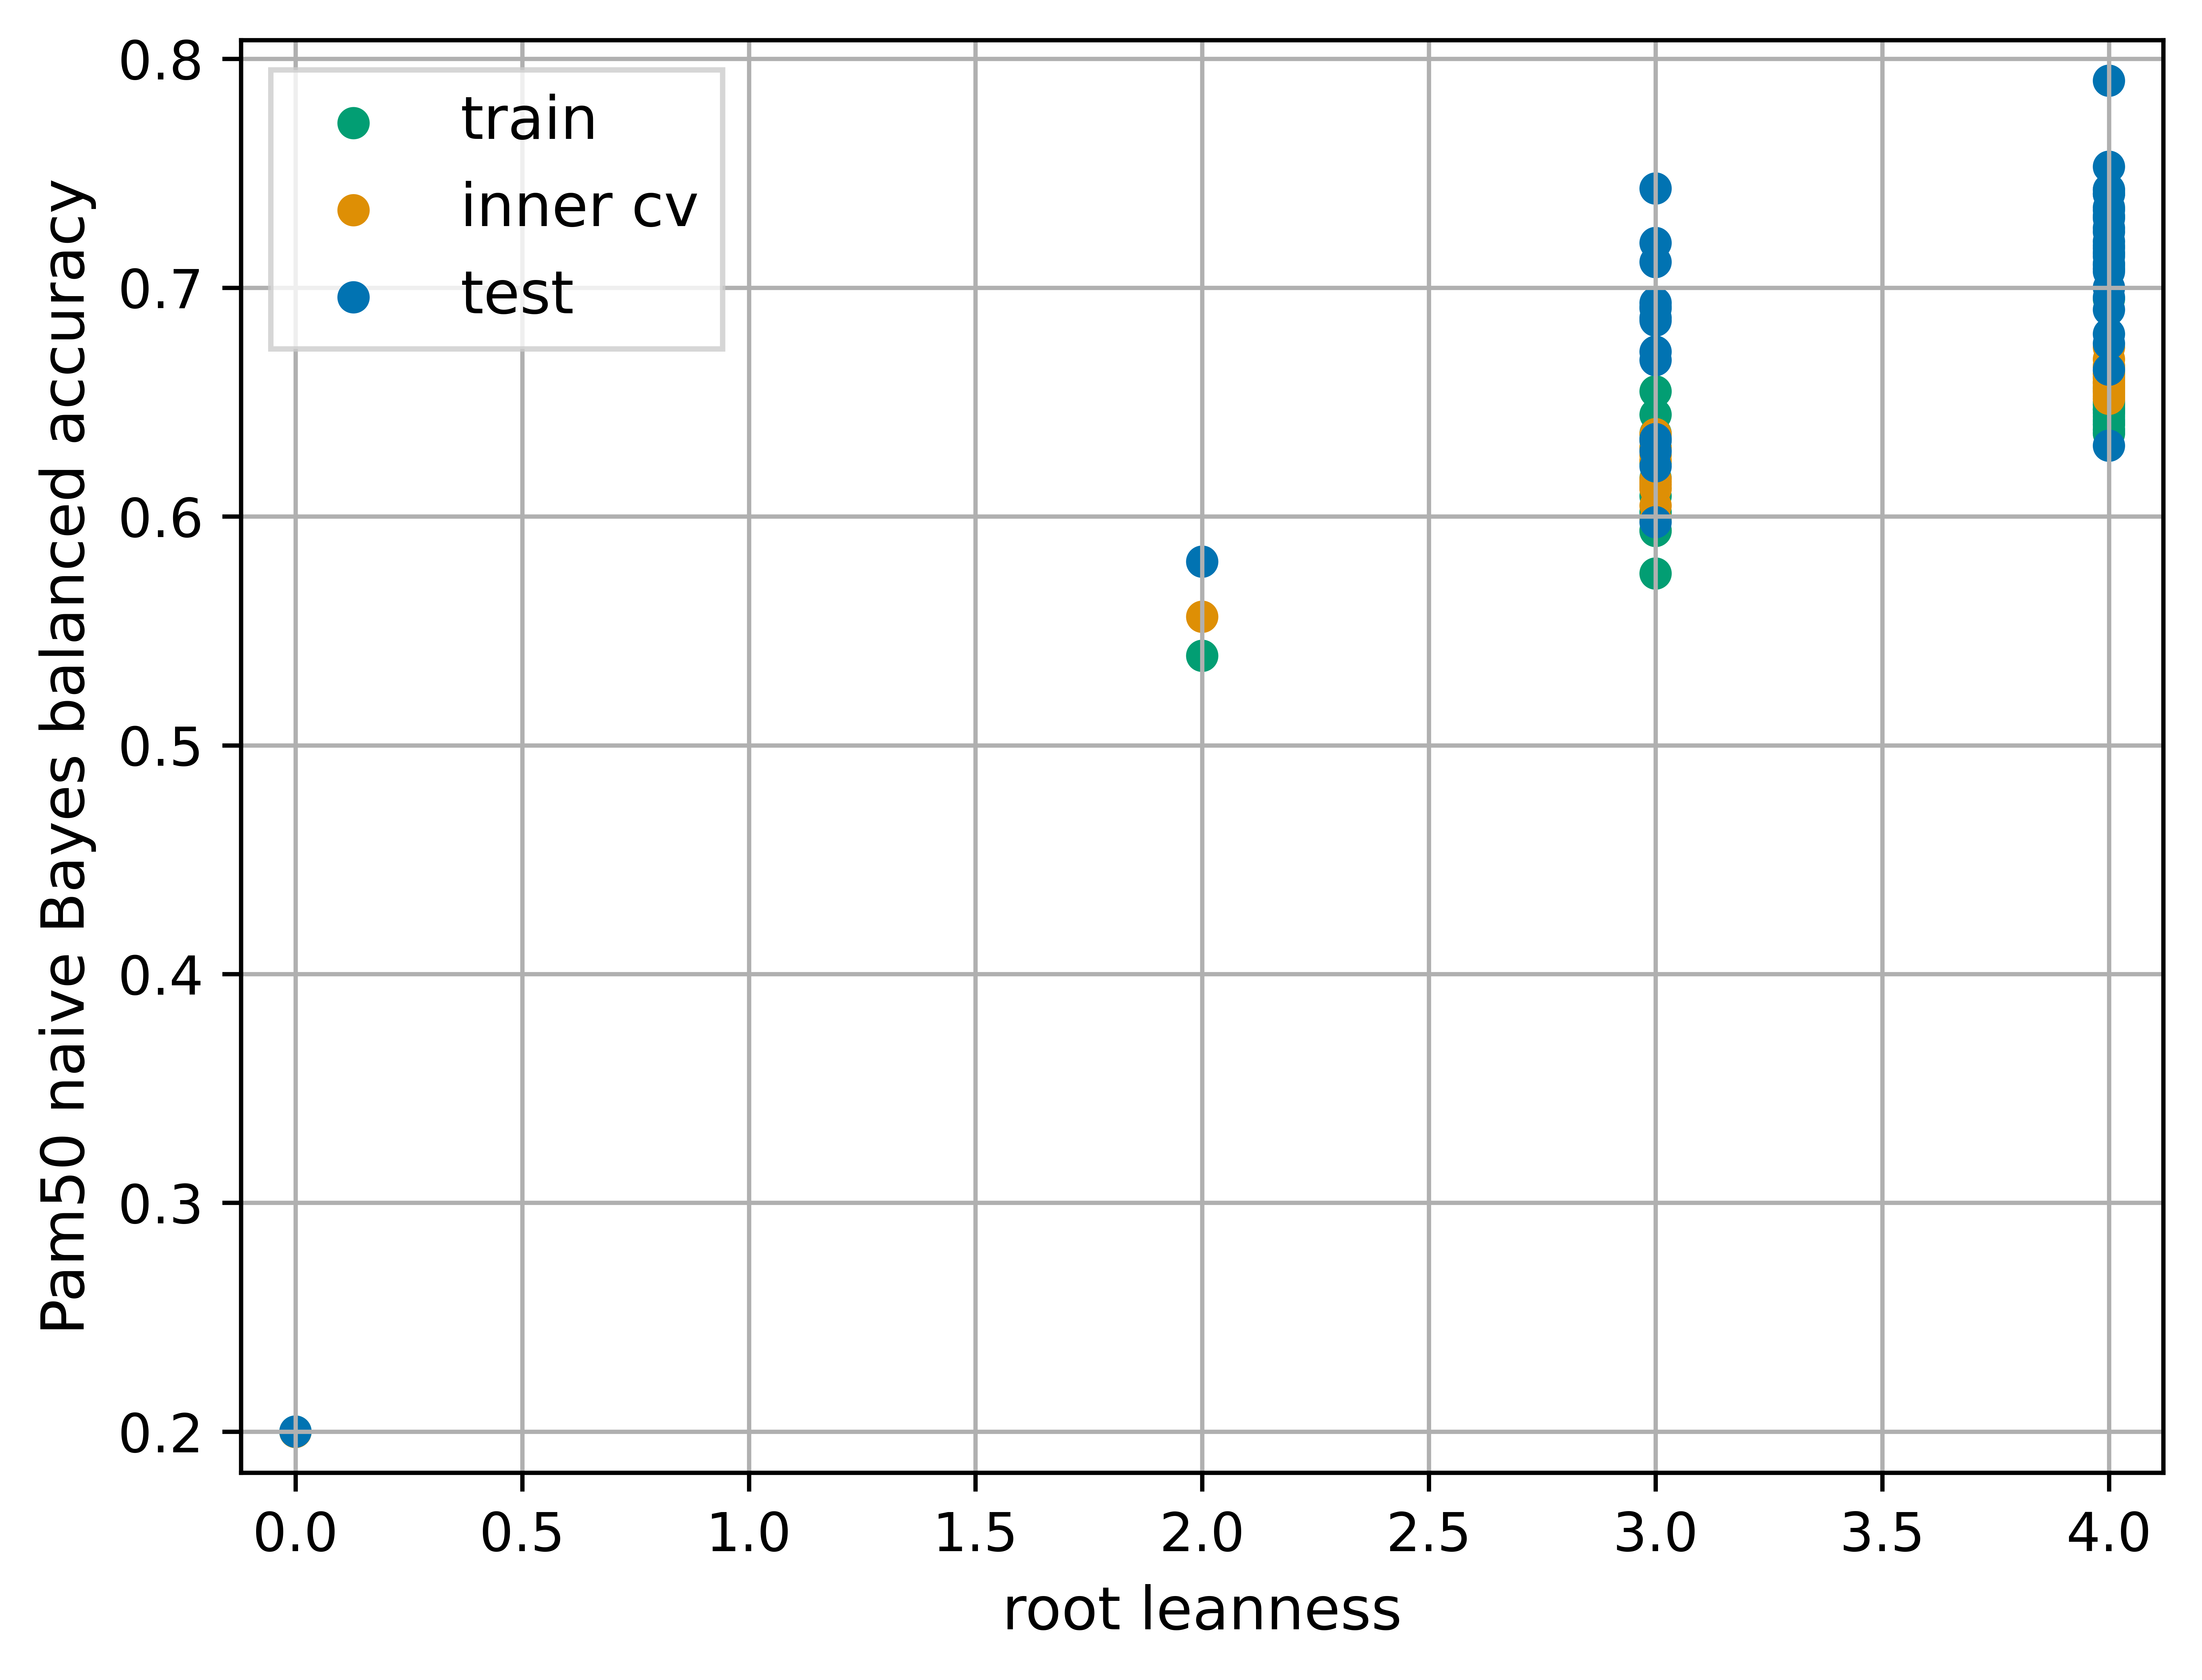 0.8
0.7
0.6
0.5
0.4
0.3
0.2
Pam50 naive Bayes balanced accuracy
train
inner cv
test
0.0 0.5 1.0 1.5 2.0 2.5 3.0 3.5 4.0
root leanness